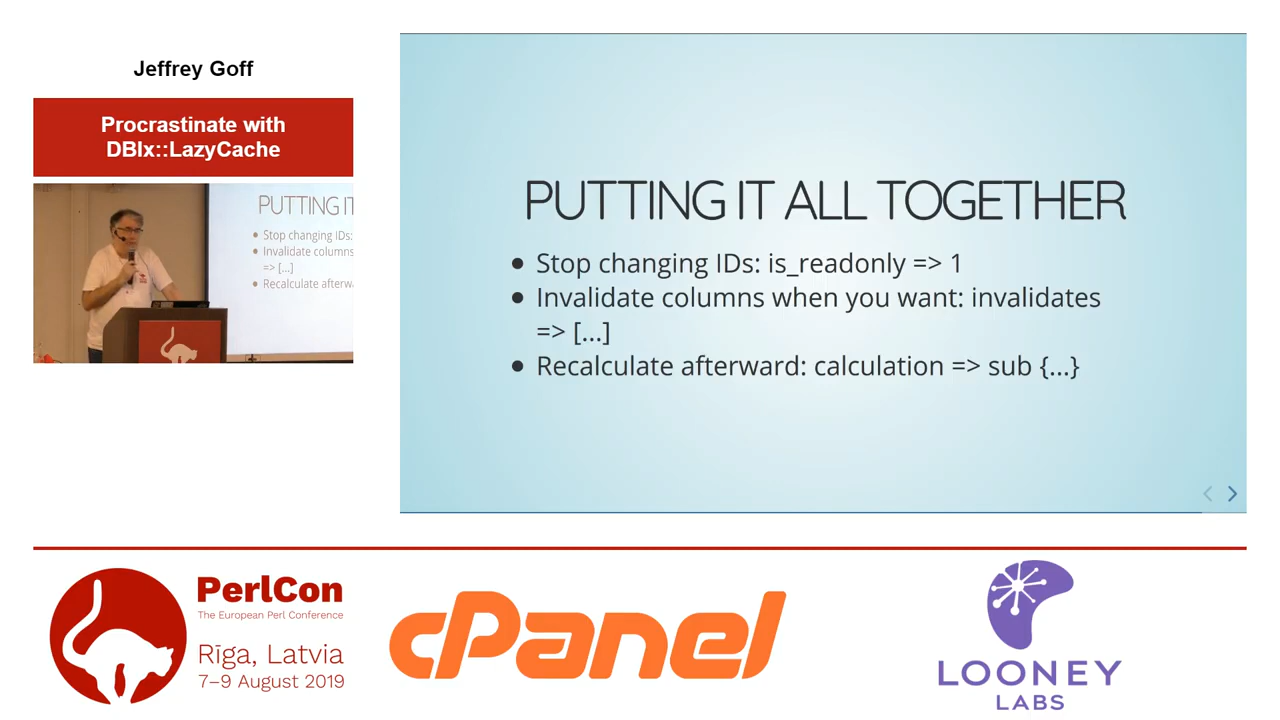 Jeffrey Goff
Procrastinate with
DBIx::LazyCache
PUTTING IT
Stop changing IDs:
Invalidate columns
=> [...]
Recalculate afterw
PUTTING IT ALL TOGETHER
• Stop changing IDs: is_readonly => 1
• Invalidate columns when you want: invalidates
=> [...]
• Recalculate afterward: calculation => sub {...}
PerlCon
The European Perl Conference
Rīga, Latvia
7–9 August 2019
cPanel
LOONEY
LABS